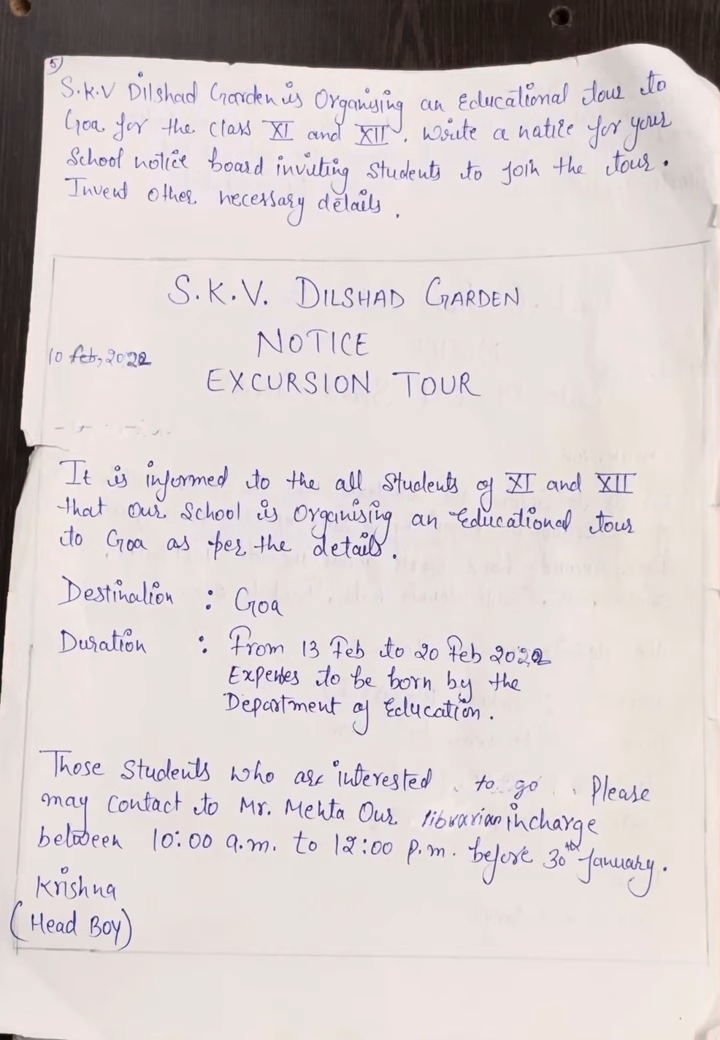 5)
S.K.V Dilshad Garden is Organising an Educational tour to
Goa for the class XI and XII. Write a notice for your
School notice board inviting Students to join the tour.
Invent other necessary details.
S.K.V. DILSHAD GARDEN
NOTICE
10 feb, 2022
EXCURSION TOUR
It is informed to the all Students of XI and XII
that our School is Organising an Educational tour
to Goa as per the details.
Destination : Goa
Duration : From 13 Feb to 20 Feb 2022
Expenses to be born by the
Department of Education.
Those Students who are interested to go Please
may contact to Mr. Mehta Our librarian incharge
between 10:00 a.m. to 12:00 p.m. before 30th January.
Krishna
(Head Boy)